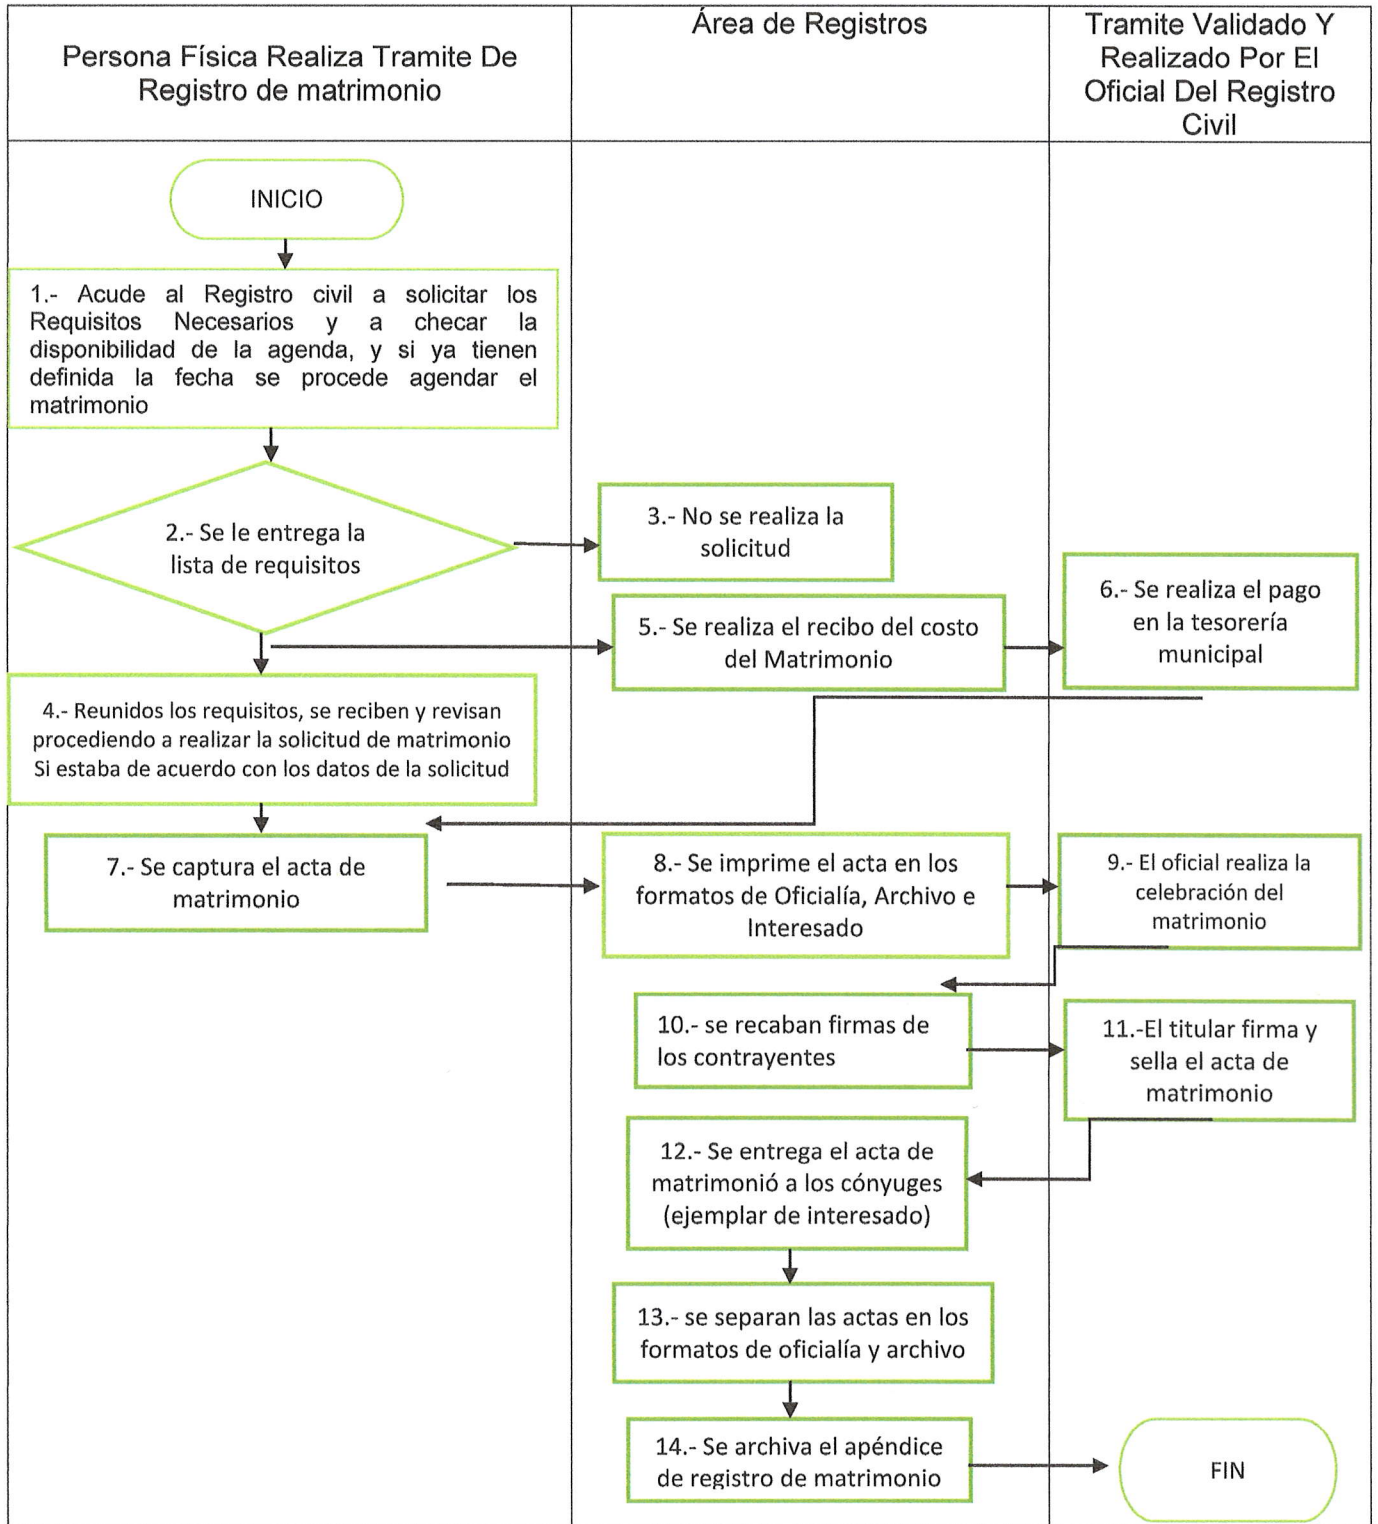 Persona Física Realiza Tramite De
Registro de matrimonio
Área de Registros
Tramite Validado Y
Realizado Por El
Oficial Del Registro
Civil
INICIO
1.- Acude al Registro civil a solicitar los
Requisitos Necesarios y a checar la
disponibilidad de la agenda, y si ya tienen
definida la fecha se procede agendar el
matrimonio
2.- Se le entrega la
lista de requisitos
3.- No se realiza la
solicitud
4.- Reunidos los requisitos, se reciben y revisan
procediendo a realizar la solicitud de matrimonio
Si estaba de acuerdo con los datos de la solicitud
5.- Se realiza el recibo del costo
del Matrimonio
6.- Se realiza el pago
en la tesorería
municipal
7.- Se captura el acta de
matrimonio
8.- Se imprime el acta en los
formatos de Oficialía, Archivo e
Interesado
9.- El oficial realiza la
celebración del
matrimonio
10.- se recaban firmas de
los contrayentes
11.-El titular firma y
sella el acta de
matrimonio
12.- Se entrega el acta de
matrimonió a los cónyuges
(ejemplar de interesado)
13.- se separan las actas en los
formatos de oficialía y archivo
14.- Se archiva el apéndice
de registro de matrimonio
FIN